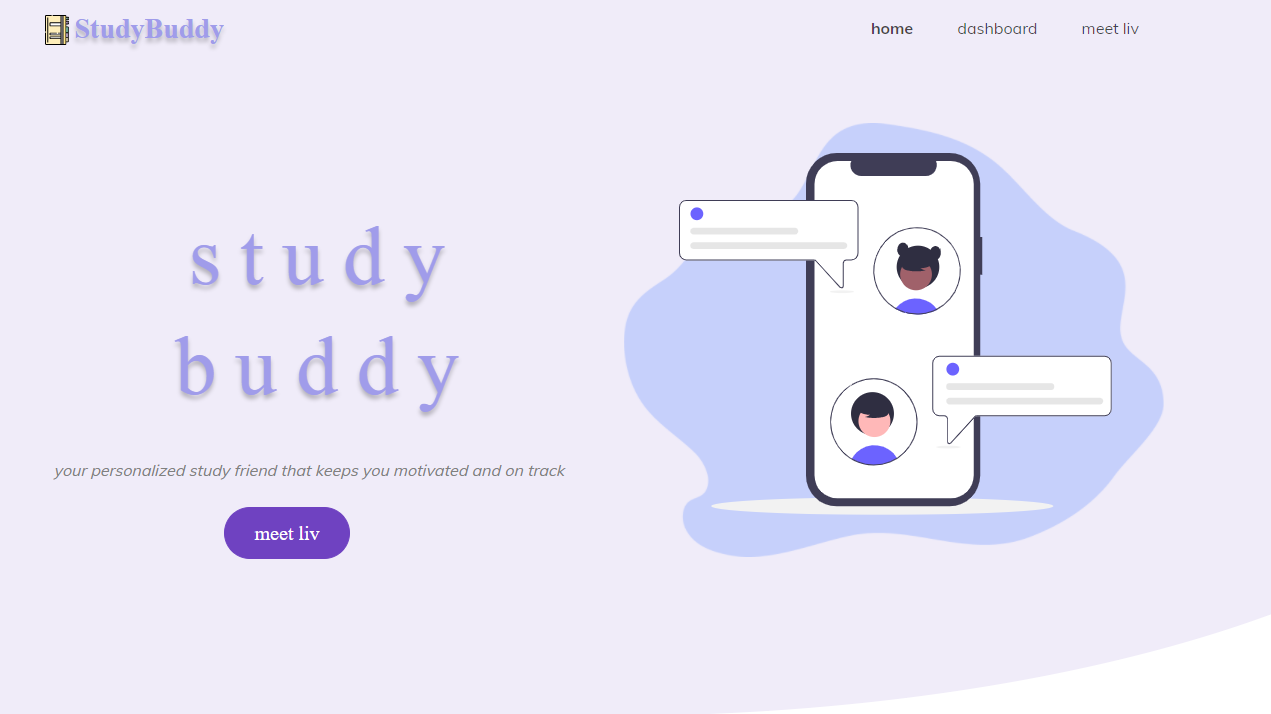 StudyBuddy
home dashboard meet liv
study
buddy
your personalized study friend that keeps you motivated and on track
meet liv